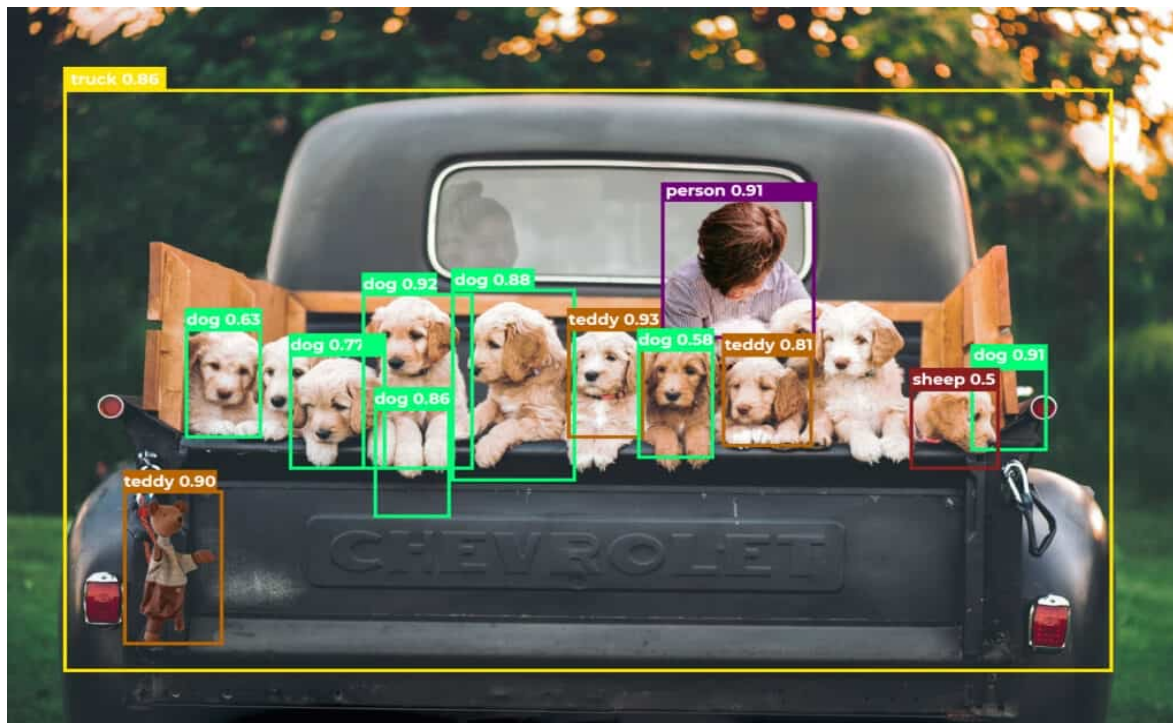 truck 0.86
person 0.91
dog 0.92
dog 0.88
dog 0.63
teddy 0.93
dog 0.77
dog 0.58
teddy 0.81
dog 0.91
sheep 0.5
dog 0.86
teddy 0.90
CHEVROLET